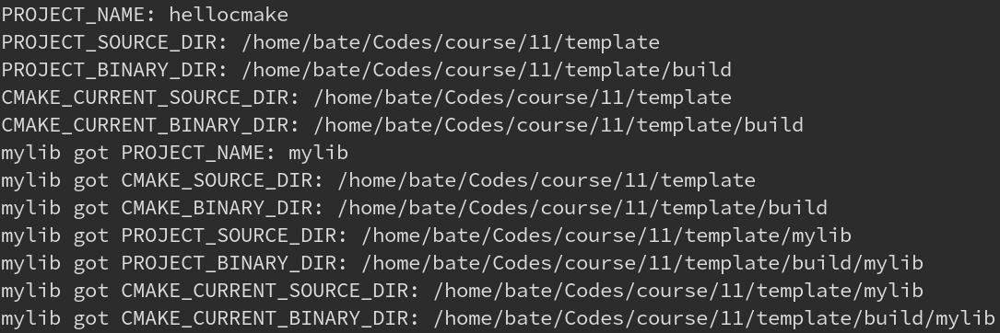 PROJECT_NAME: hellocmake
PROJECT_SOURCE_DIR: /home/bate/Codes/course/11/template
PROJECT_BINARY_DIR: /home/bate/Codes/course/11/template/build
CMAKE_CURRENT_SOURCE_DIR: /home/bate/Codes/course/11/template
CMAKE_CURRENT_BINARY_DIR: /home/bate/Codes/course/11/template/build
mylib got PROJECT_NAME: mylib
mylib got CMAKE_SOURCE_DIR: /home/bate/Codes/course/11/template
mylib got CMAKE_BINARY_DIR: /home/bate/Codes/course/11/template/build
mylib got PROJECT_SOURCE_DIR: /home/bate/Codes/course/11/template/mylib
mylib got PROJECT_BINARY_DIR: /home/bate/Codes/course/11/template/build/mylib
mylib got CMAKE_CURRENT_SOURCE_DIR: /home/bate/Codes/course/11/template/mylib
mylib got CMAKE_CURRENT_BINARY_DIR: /home/bate/Codes/course/11/template/build/mylib